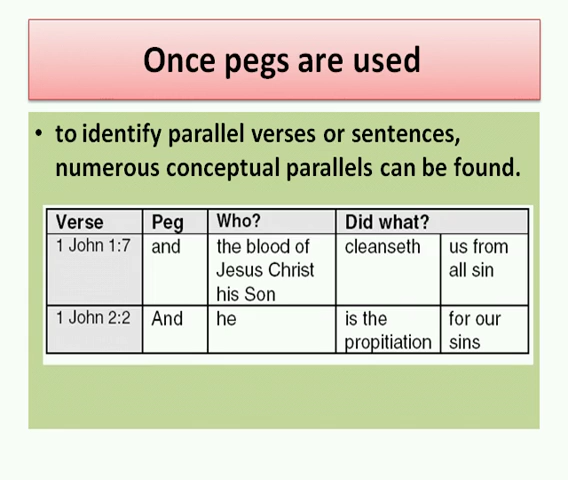 Once pegs are used
• to identify parallel verses or sentences,
numerous conceptual parallels can be found.
Verse Peg Who? Did what?
1 John 1:7 and the blood of cleanseth us from
Jesus Christ all sin
his Son
1 John 2:2 And he is the for our
propitiation sins